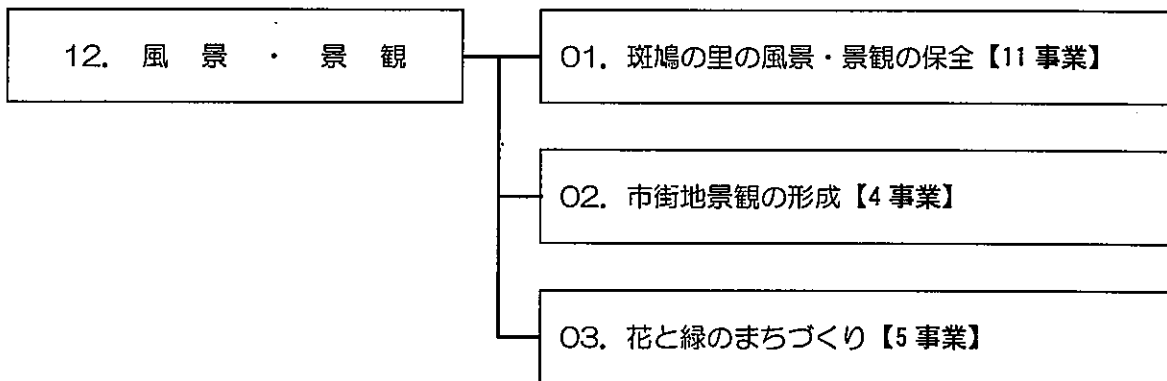 12. 風景・景観
01. 斑鳩の里の風景・景観の保全【11 事業】
02. 市街地景観の形成【4 事業】
03. 花と緑のまちづくり【5 事業】